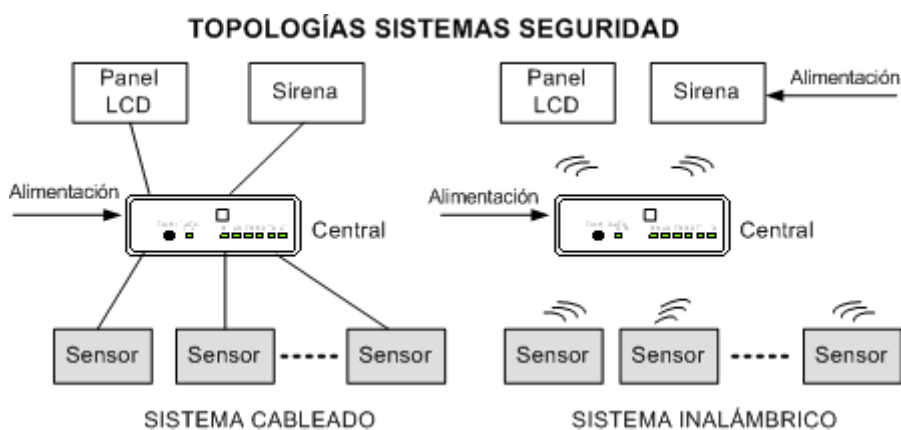 TOPOLOGÍAS SISTEMAS SEGURIDAD
Panel
LCD
Sirena
Alimentación
Central
Sensor
Sensor
Sensor
SISTEMA CABLEADO
Panel
LCD
Sirena
Alimentación
Alimentación
Central
Sensor
Sensor
Sensor
SISTEMA INALÁMBRICO